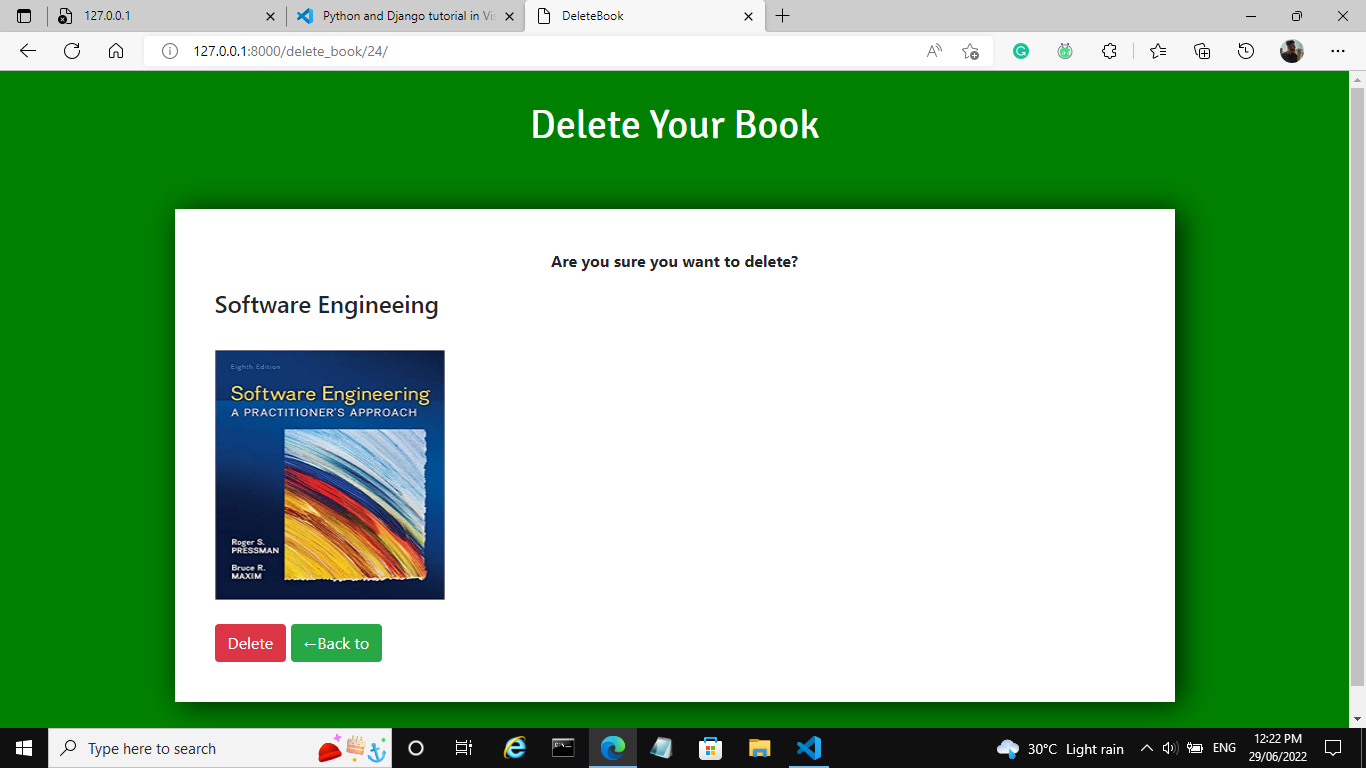 127.0.0.1
Python and Django tutorial in Vis
DeleteBook
127.0.0.1:8000/delete_book/24/
Delete Your Book
Are you sure you want to delete?
Software Engineeing
Eighth Edition
Software Engineering
A PRACTITIONER'S APPROACH
Roger S.
PRESSMAN
Bruce R.
MAXIM
Delete
←Back to
Type here to search
30°C Light rain
ENG
12:22 PM
29/06/2022